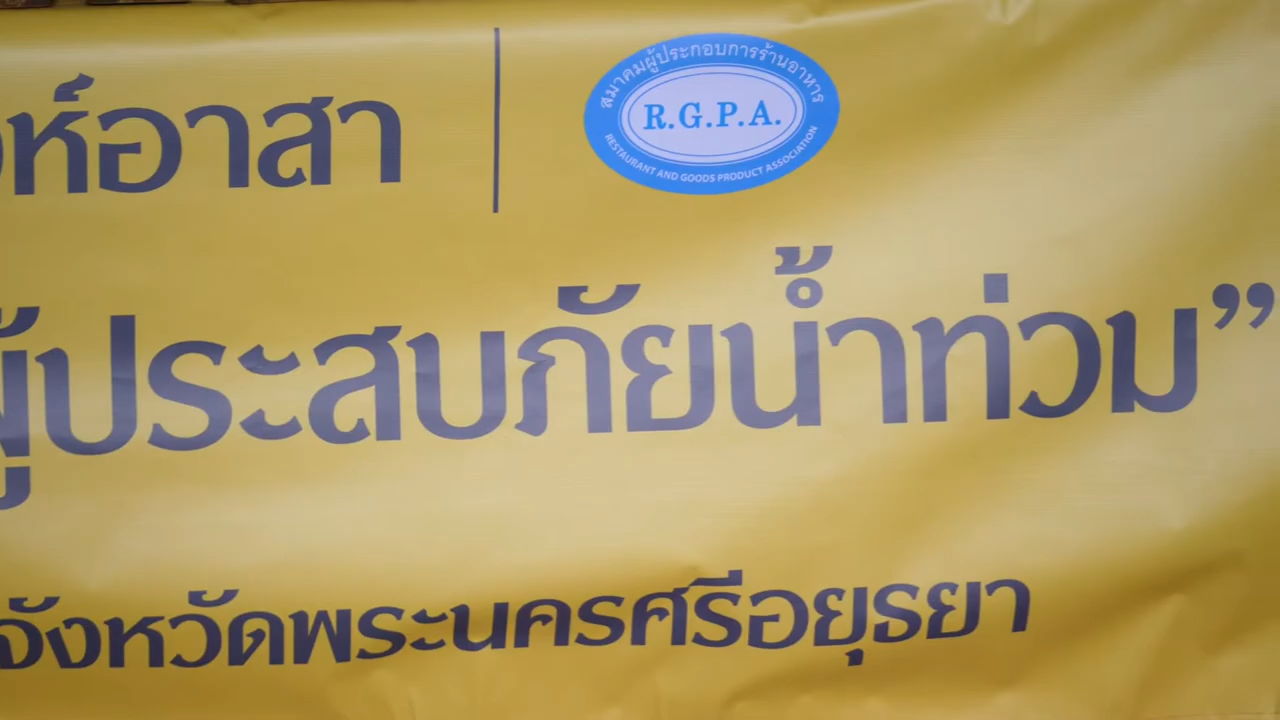 ห์อาสา
สมาคมผู้ประกอบการร้านอาหาร
R.G.P.A.
RESTAURANT AND GOODS PRODUCT ASSOCIATION
ผู้ประสบภัยน้ำท่วม”
จังหวัดพระนครศรีอยุธยา